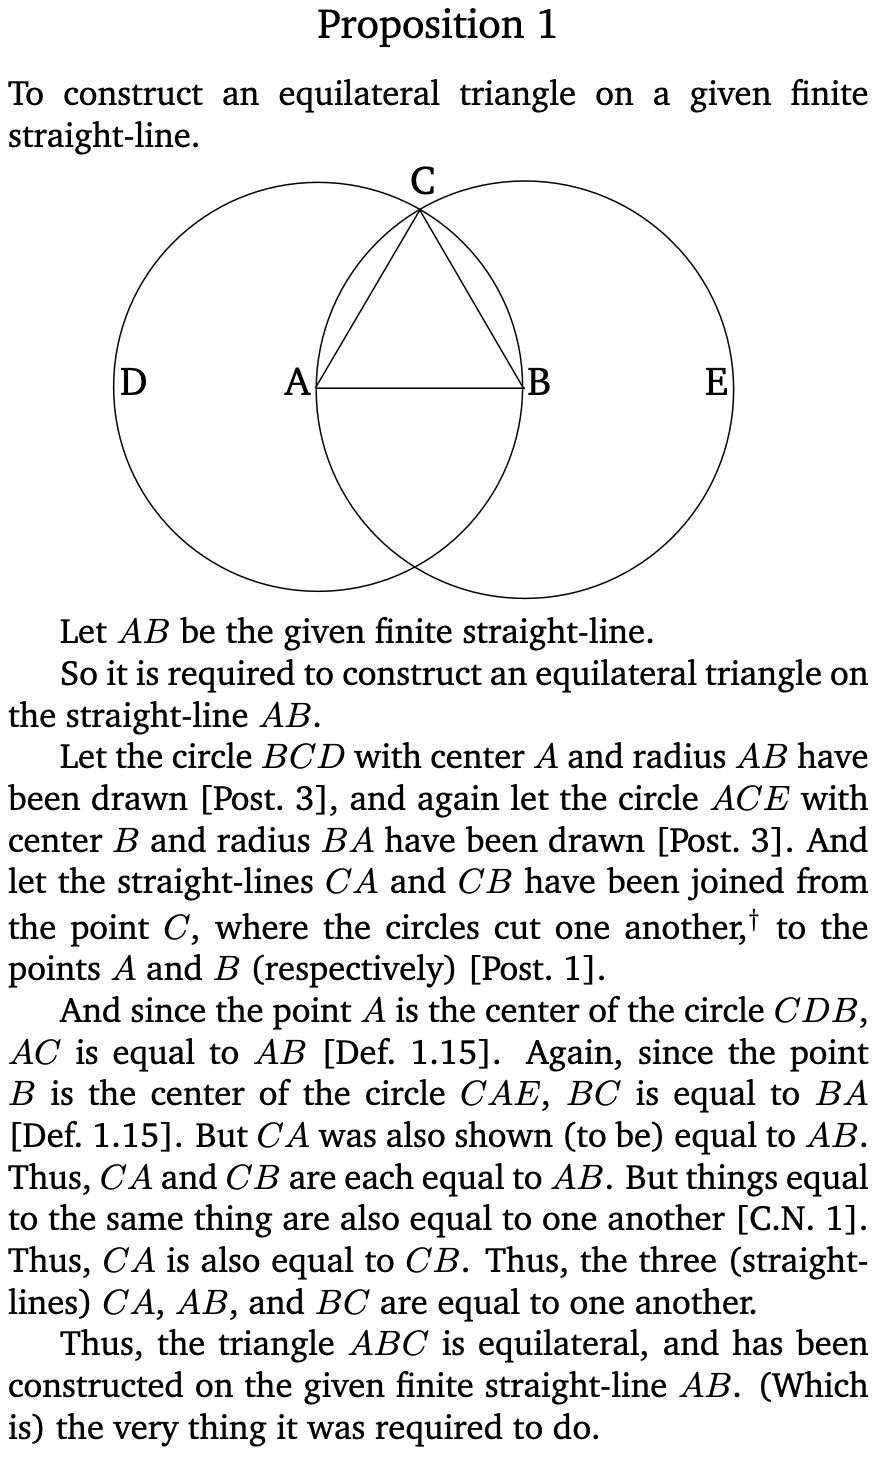 Proposition 1
To construct an equilateral triangle on a given finite
straight-line.
C
D A B E
Let AB be the given finite straight-line.
So it is required to construct an equilateral triangle on
the straight-line AB.
Let the circle BCD with center A and radius AB have
been drawn [Post. 3], and again let the circle ACE with
center B and radius BA have been drawn [Post. 3]. And
let the straight-lines CA and CB have been joined from
the point C, where the circles cut one another,† to the
points A and B (respectively) [Post. 1].
And since the point A is the center of the circle CDB,
AC is equal to AB [Def. 1.15]. Again, since the point
B is the center of the circle CAE, BC is equal to BA
[Def. 1.15]. But CA was also shown (to be) equal to AB.
Thus, CA and CB are each equal to AB. But things equal
to the same thing are also equal to one another [C.N. 1].
Thus, CA is also equal to CB. Thus, the three (straight-
lines) CA, AB, and BC are equal to one another.
Thus, the triangle ABC is equilateral, and has been
constructed on the given finite straight-line AB. (Which
is) the very thing it was required to do.